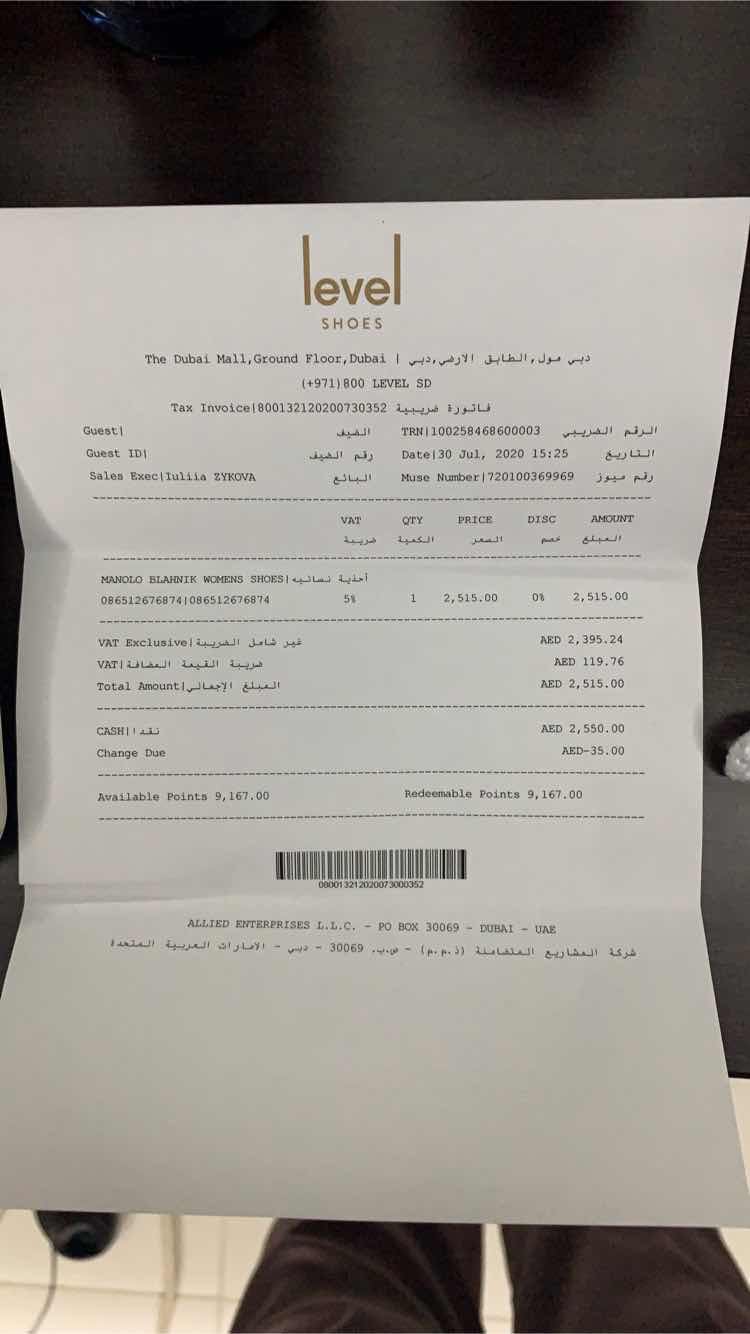 level
SHOES
The Dubai Mall,Ground Floor,Dubai | دبي مول,الطابق الارضي,دبي
(+971)800 LEVEL SD
Tax Invoice|800132120200730352 فاتورة ضريبية
Guest| الضيف TRN|100258468600003 الرقم الضريبي
Guest ID| رقم الضيف Date|30 Jul, 2020 15:25 التاريخ
Sales Exec|Iuliia ZYKOVA البائع Muse Number|720100369969 رقم ميوز
VAT QTY PRICE DISC AMOUNT
ضريبة الكمية السعر خصم المبلغ
MANOLO BLAHNIK WOMENS SHOES|أحذية نسائيه
086512676874|086512676874 5% 1 2,515.00 0% 2,515.00
VAT Exclusive|غير شامل الضريبة AED 2,395.24
VAT|ضريبة القيمة المضافة AED 119.76
Total Amount|المبلغ الإجمالي AED 2,515.00
CASH|نقدا AED 2,550.00
Change Due AED-35.00
Available Points 9,167.00 Redeemable Points 9,167.00
080013212020073000352
ALLIED ENTERPRISES L.L.C. - PO BOX 30069 - DUBAI - UAE
شركة المشاريع المتضامنة (ذ.م.م) - ص.ب. 30069 - دبي - الامارات العربية المتحدة